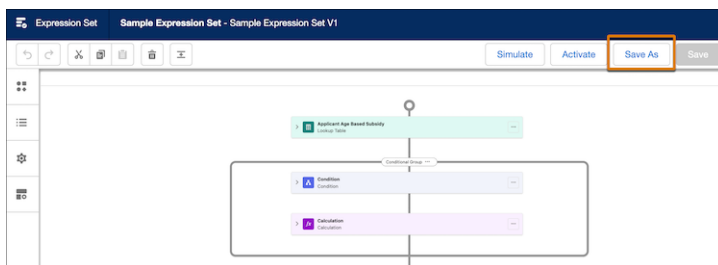 Expression Set Sample Expression Set - Sample Expression Set V1
Simulate Activate Save As Save
Applicant Age Based Subsidy
Lookup Table
Conditional Group
Condition
Condition
fx Calculation
Calculation